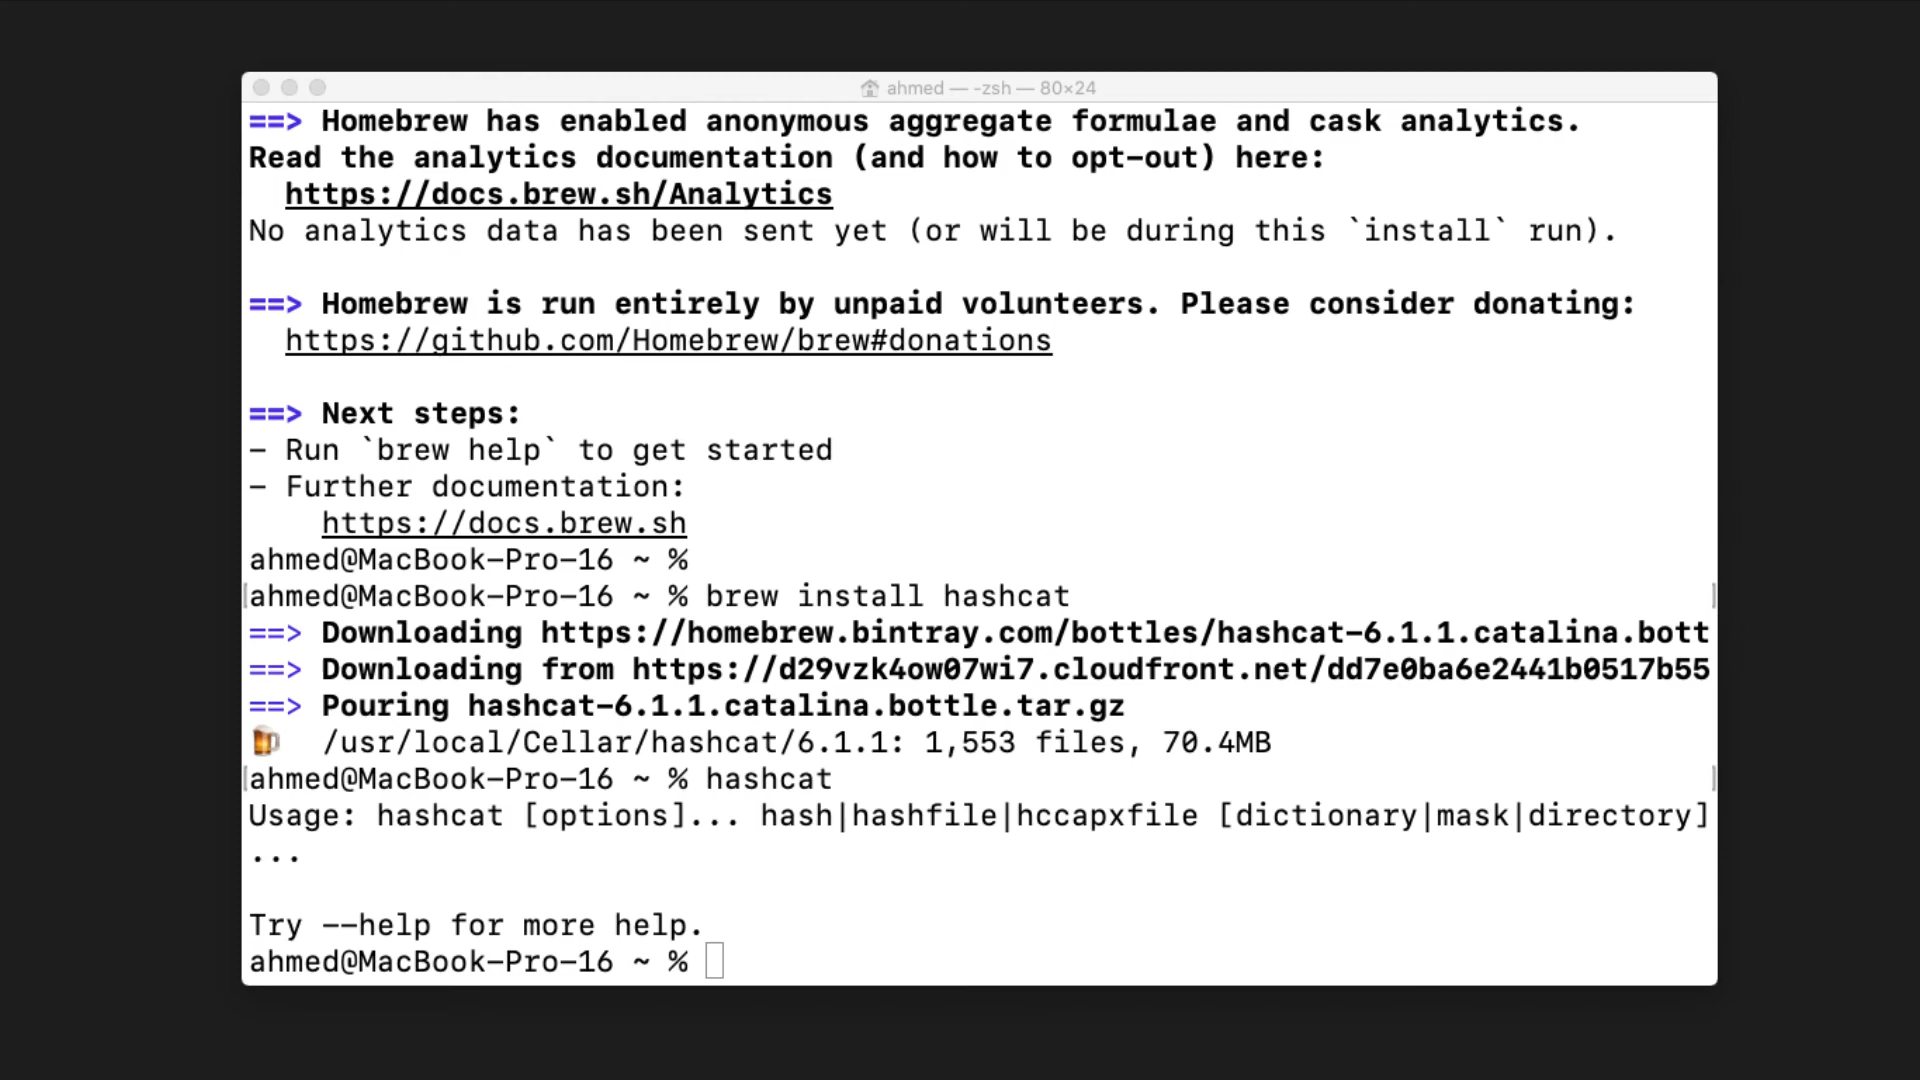 ahmed — -zsh — 80×24
==> Homebrew has enabled anonymous aggregate formulae and cask analytics.
Read the analytics documentation (and how to opt-out) here:
https://docs.brew.sh/Analytics
No analytics data has been sent yet (or will be during this `install` run).
==> Homebrew is run entirely by unpaid volunteers. Please consider donating:
https://github.com/Homebrew/brew#donations
==> Next steps:
- Run `brew help` to get started
- Further documentation:
https://docs.brew.sh
ahmed@MacBook-Pro-16 ~ %
ahmed@MacBook-Pro-16 ~ % brew install hashcat
==> Downloading https://homebrew.bintray.com/bottles/hashcat-6.1.1.catalina.bott
==> Downloading from https://d29vzk4ow07wi7.cloudfront.net/dd7e0ba6e2441b0517b55
==> Pouring hashcat-6.1.1.catalina.bottle.tar.gz
🍺 /usr/local/Cellar/hashcat/6.1.1: 1,553 files, 70.4MB
ahmed@MacBook-Pro-16 ~ % hashcat
Usage: hashcat [options]... hash|hashfile|hccapxfile [dictionary|mask|directory]
...
Try --help for more help.
ahmed@MacBook-Pro-16 ~ %